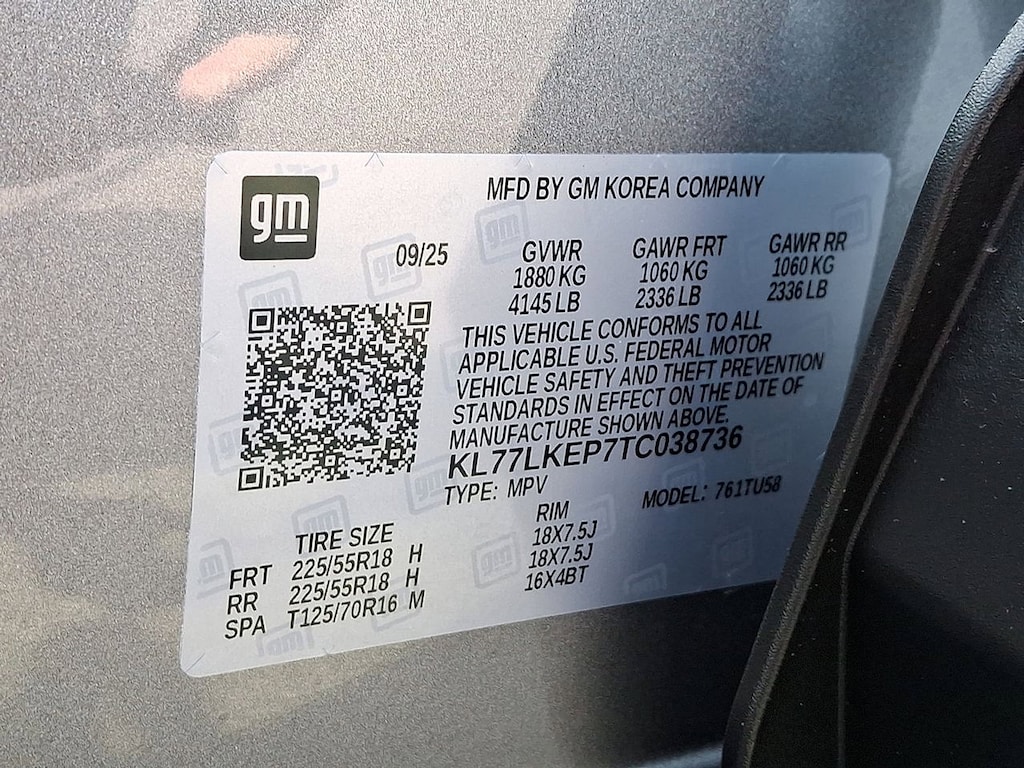 gm
MFD BY GM KOREA COMPANY
09/25
GVWR GAWR FRT GAWR RR
1880 KG 1060 KG 1060 KG
4145 LB 2336 LB 2336 LB
THIS VEHICLE CONFORMS TO ALL
APPLICABLE U.S. FEDERAL MOTOR
VEHICLE SAFETY AND THEFT PREVENTION
STANDARDS IN EFFECT ON THE DATE OF
MANUFACTURE SHOWN ABOVE.
KL77LKEP7TC038736
TYPE: MPV MODEL: 761TU58
TIRE SIZE RIM
FRT 225/55R18 H 18X7.5J
RR 225/55R18 H 18X7.5J
SPA T125/70R16 M 16X4BT